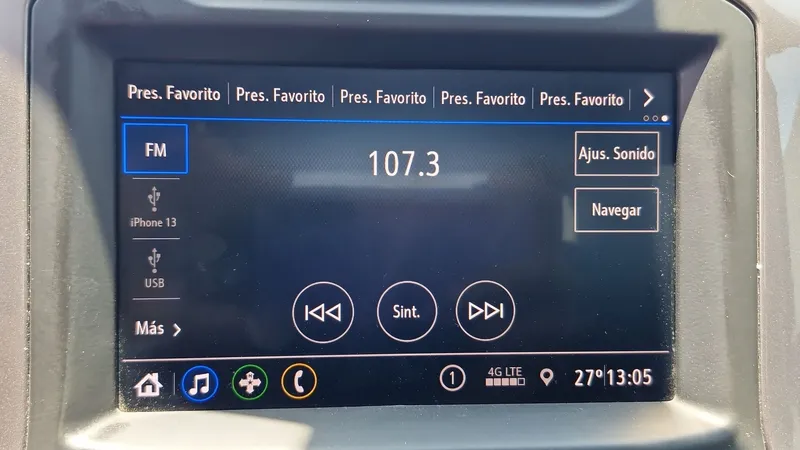 Pres. Favorito Pres. Favorito Pres. Favorito Pres. Favorito Pres. Favorito
FM
107.3
Ajus. Sonido
iPhone 13
Navegar
USB
Más
Sint.
1 4G LTE 27° 13:05